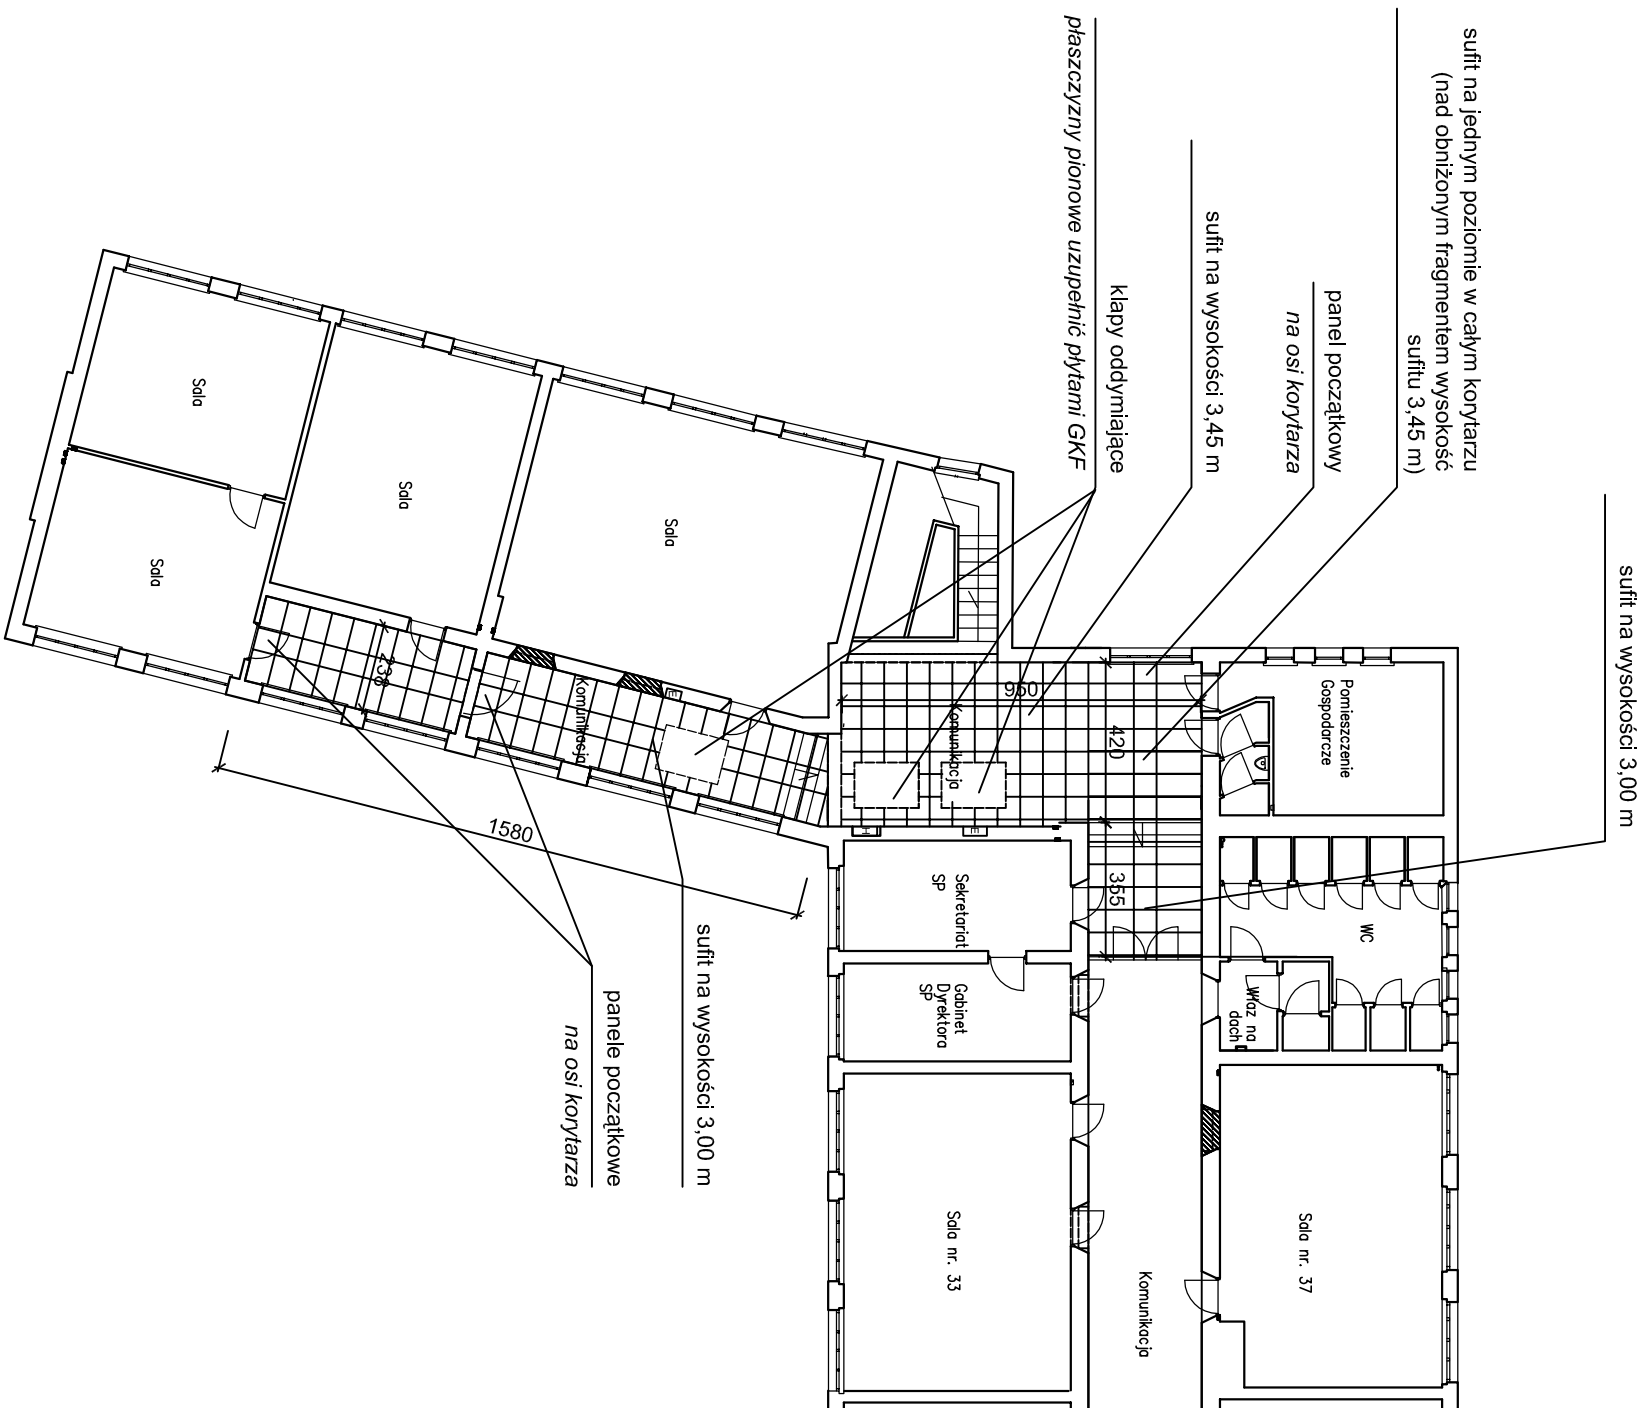 sufit na wysokości 3,00 m
sufit na jednym poziomie w całym korytarzu
(nad obniżonym fragmentem wysokość
sufitu 3,45 m)
panel początkowy
na osi korytarza
sufit na wysokości 3,45 m
klapy oddymiające
płaszczyzny pionowe uzupełnić płytami GKF
Pomieszczenie
Gospodarcze
WC
Właz na
dach
Sala nr. 37
Komunikacja
420
355
960
Komunikacja
E
H
Sekretariat
SP
Gabinet
Dyrektora
SP
Sala nr. 33
Sala
Sala
Sala
Sala
Komunikacja
E
238
1580
sufit na wysokości 3,00 m
panele początkowe
na osi korytarza